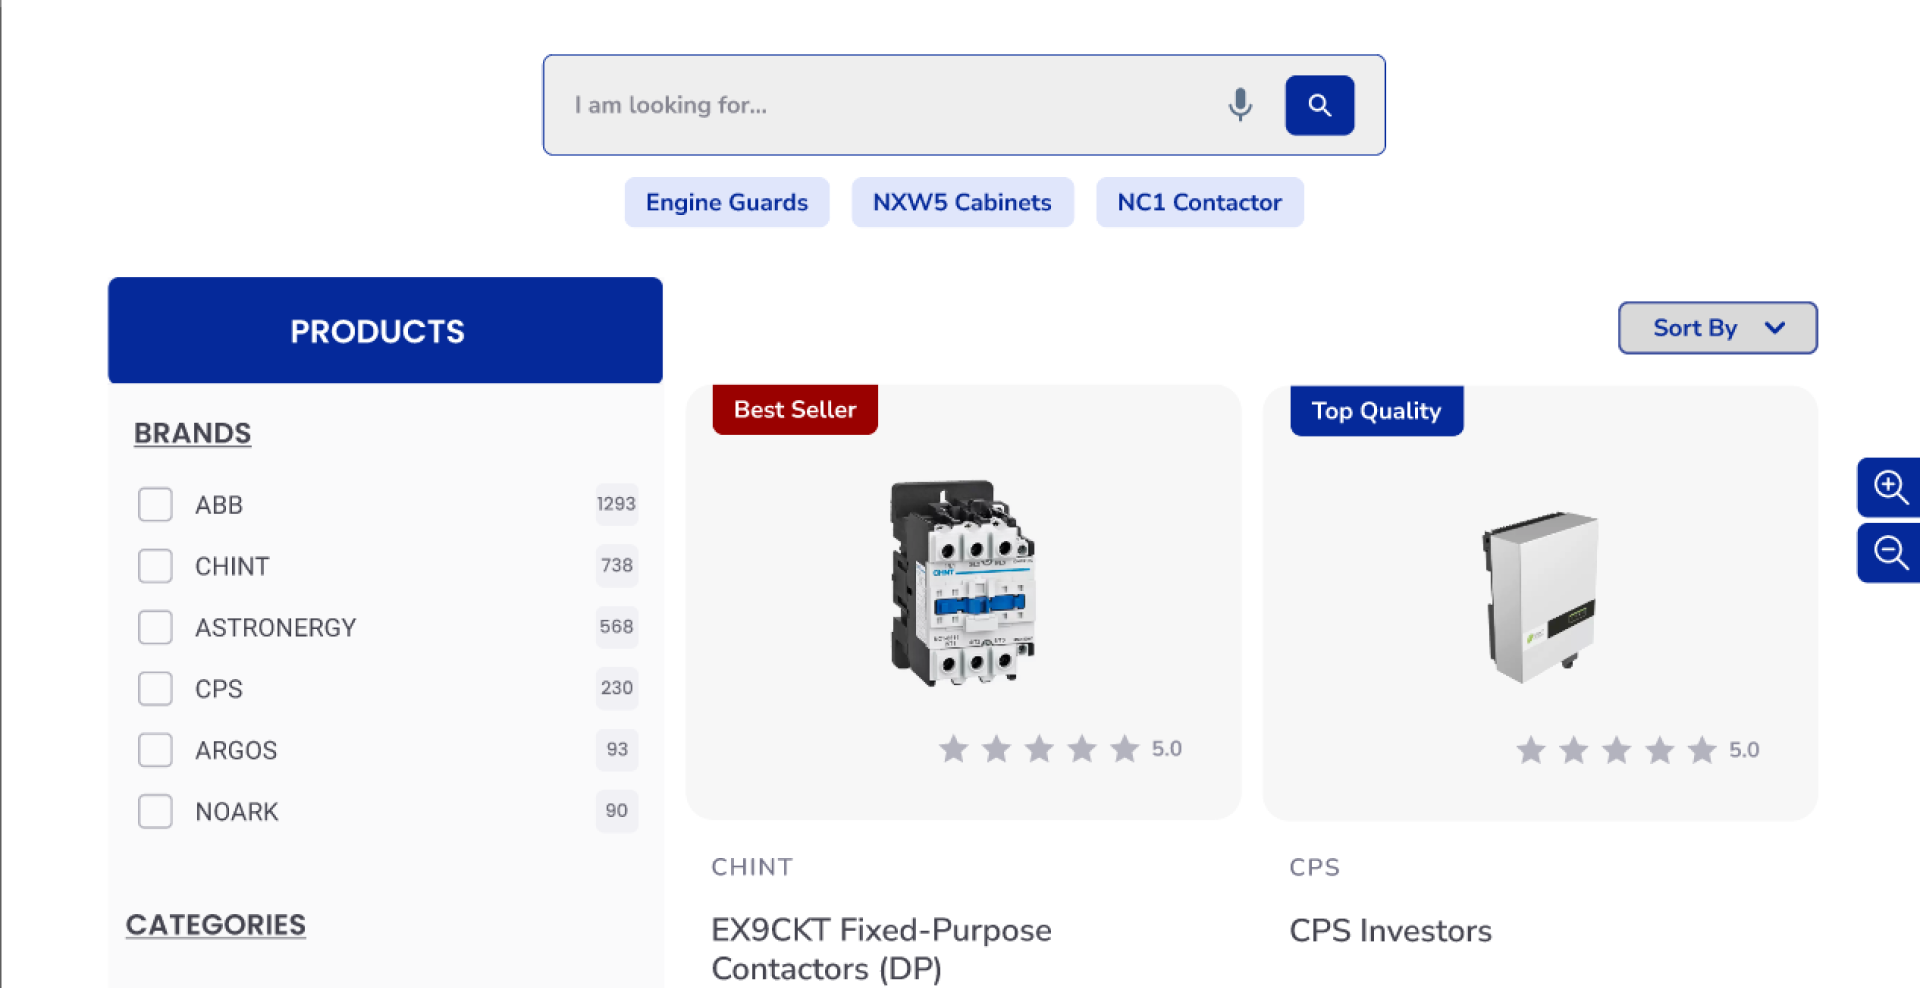 I am looking for...
Engine Guards
NXW5 Cabinets
NC1 Contactor
PRODUCTS
Sort By
BRANDS
ABB 1293
CHINT 738
ASTRONERGY 568
CPS 230
ARGOS 93
NOARK 90
CATEGORIES
Best Seller
CHINT
5.0
CHINT
EX9CKT Fixed-Purpose
Contactors (DP)
Top Quality
5.0
CPS
CPS Investors